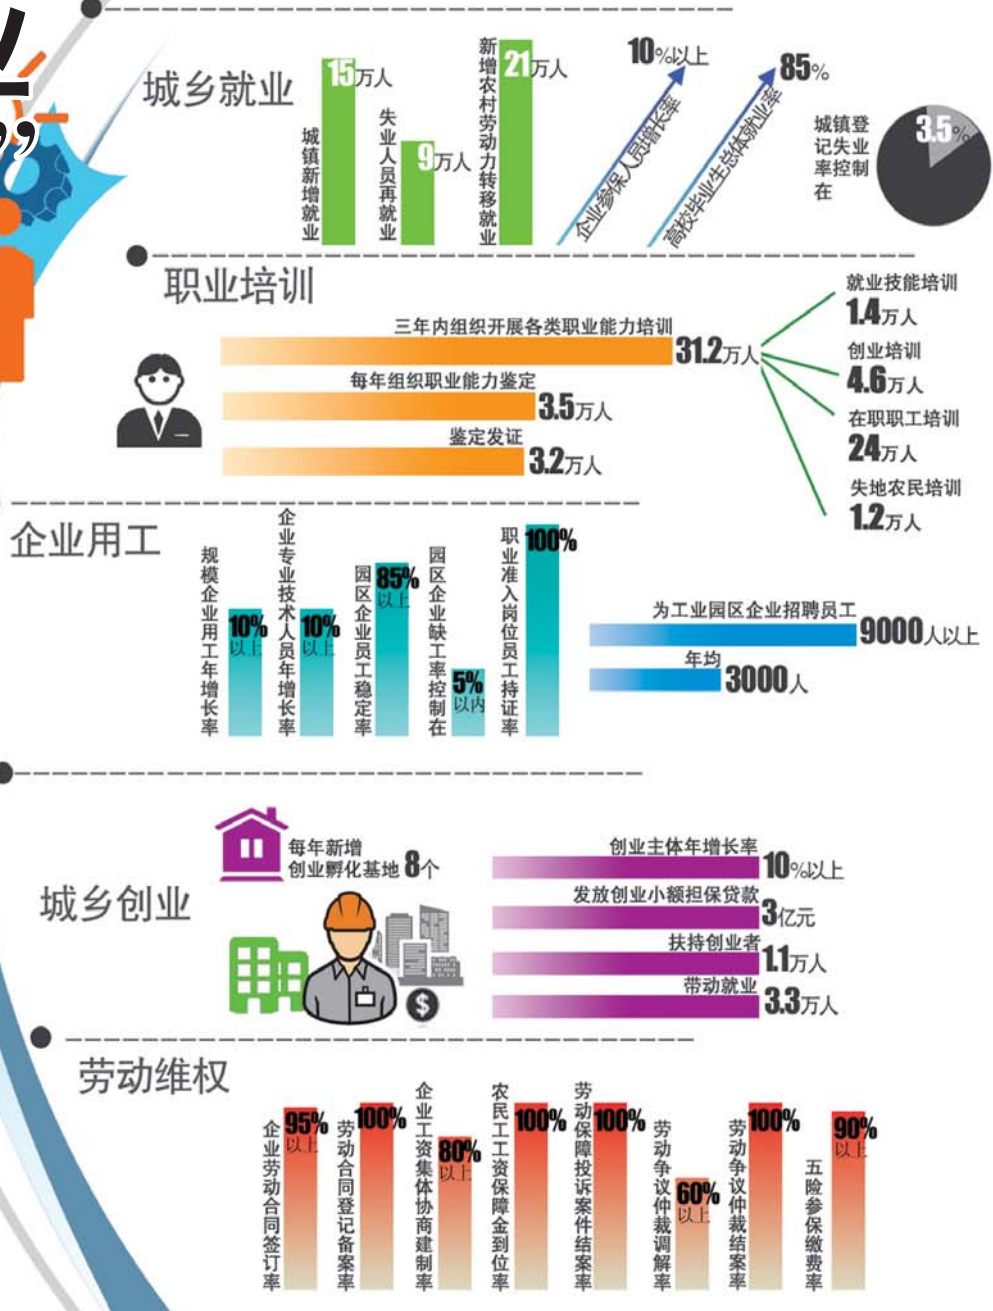 业
”
城乡就业
城镇新增就业
15万人
失业人员再就业
9万人
新增农村劳动力转移就业
21万人
10%以上
企业参保人员增长率
85%
高校毕业生总体就业率
城镇登
记失业
率控制
在
3.5%
职业培训
三年内组织开展各类职业能力培训
31.2万人
每年组织职业能力鉴定
3.5万人
鉴定发证
3.2万人
就业技能培训
1.4万人
创业培训
4.6万人
在职职工培训
24万人
失地农民培训
1.2万人
企业用工
规模企业用工年增长率
10%
以上
企业专业技术人员年增长率
10%
以上
园区企业员工稳定率
85%
以上
园区企业缺工率控制在
5%
以内
职业准入岗位员工持证率
100%
为工业园区企业招聘员工
9000人以上
年均
3000人
城乡创业
每年新增
创业孵化基地 8个
$
创业主体年增长率
10%以上
发放创业小额担保贷款
3亿元
扶持创业者
1.1万人
带动就业
3.3万人
劳动维权
企业劳动合同签订率
95%
以上
劳动合同登记备案率
100%
企业工资集体协商建制率
80%
以上
农民工工资保障金到位率
100%
劳动保障投诉案件结案率
100%
劳动争议仲裁调解率
60%
以上
劳动争议仲裁结案率
100%
五险参保缴费率
90%
以上